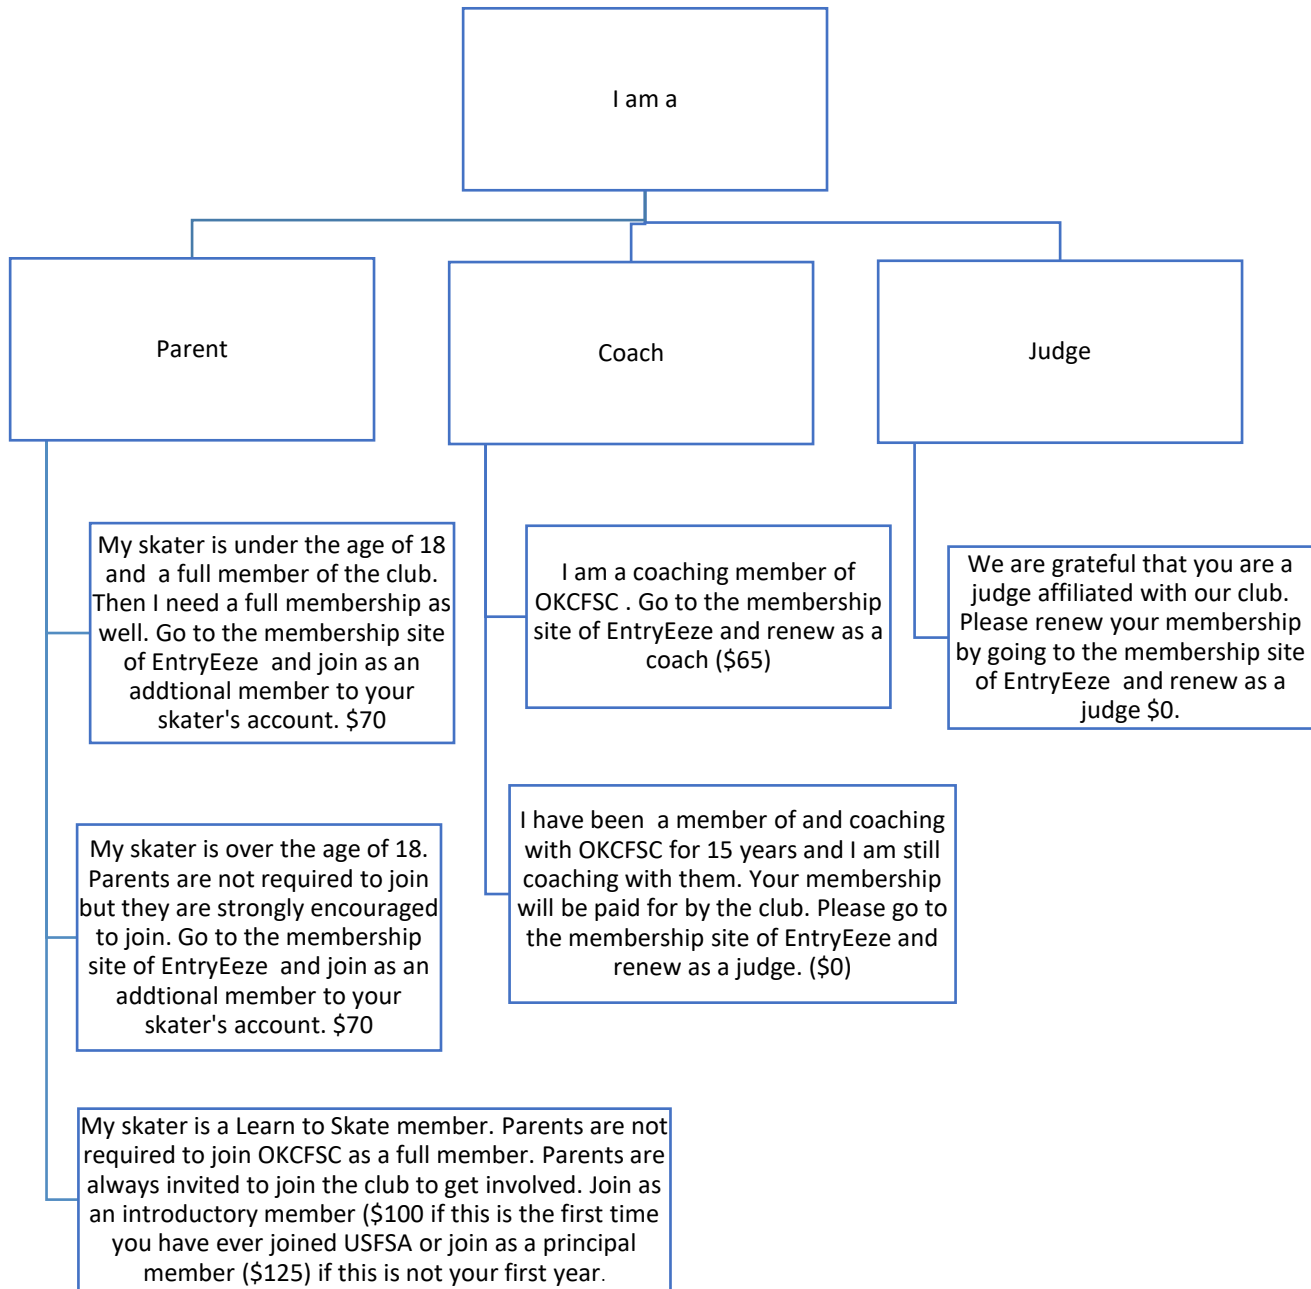 I am a
Parent
Coach
Judge
My skater is under the age of 18
and  a full member of the club.
Then I need a full membership as
well. Go to the membership site
of EntryEeze  and join as an
addtional member to your
skater's account. $70
My skater is over the age of 18.
Parents are not required to join
but they are strongly encouraged
to join. Go to the membership
site of EntryEeze  and join as an
addtional member to your
skater's account. $70
My skater is a Learn to Skate member. Parents are not
required to join OKCFSC as a full member. Parents are
always invited to join the club to get involved. Join as
an introductory member ($100 if this is the first time
you have ever joined USFSA or join as a principal
member ($125) if this is not your first year.
I am a coaching member of
OKCFSC . Go to the membership
site of EntryEeze and renew as a
coach ($65)
I have been  a member of and coaching
with OKCFSC for 15 years and I am still
coaching with them. Your membership
will be paid for by the club. Please go to
the membership site of EntryEeze and
renew as a judge. ($0)
We are grateful that you are a
judge affiliated with our club.
Please renew your membership
by going to the membership site
of EntryEeze  and renew as a
judge $0.